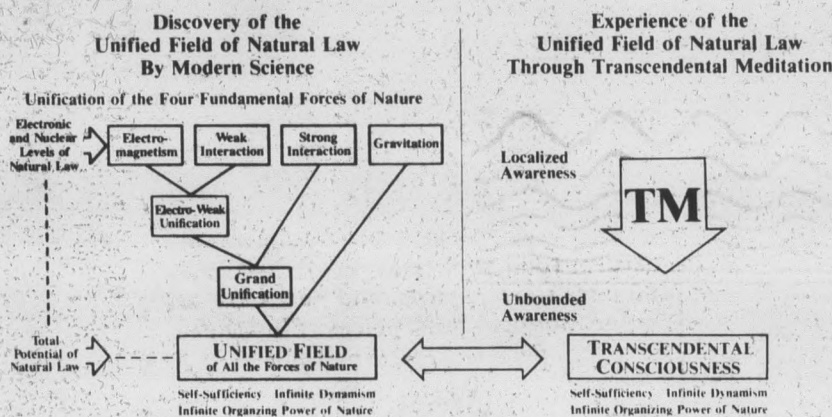 Discovery of the
Unified Field of Natural Law
By Modern Science
Unification of the Four Fundamental Forces of Nature
Electronic
and Nuclear
Levels of
Natural Law
Electro-
magnetism
Weak
Interaction
Strong
Interaction
Gravitation
Electro-Weak
Unification
Grand
Unification
Total
Potential of
Natural Law
UNIFIED FIELD
of All the Forces of Nature
Self-Sufficiency Infinite Dynamism
Infinite Organzing Power of Nature
Experience of the
Unified Field of Natural Law
Through Transcendental Meditation
Localized
Awareness
TM
Unbounded
Awareness
TRANSCENDENTAL
CONSCIOUSNESS
Self-Sufficiency Infinite Dynamism
Infinite Organzing Power of Nature